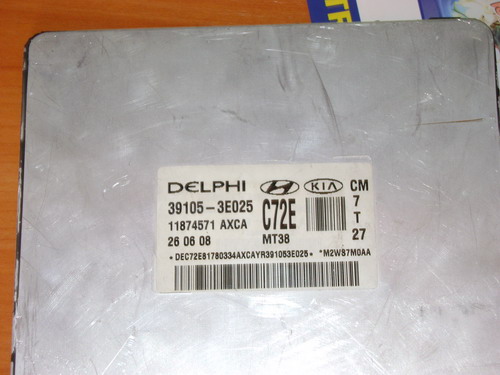 DELPHI KIA CM
39105-3E025 C72E 7
11874571 AXCA T
26 06 08 MT38 27
*DEC72E81780334AXCAYR391053E025* *M2WS7M0AA